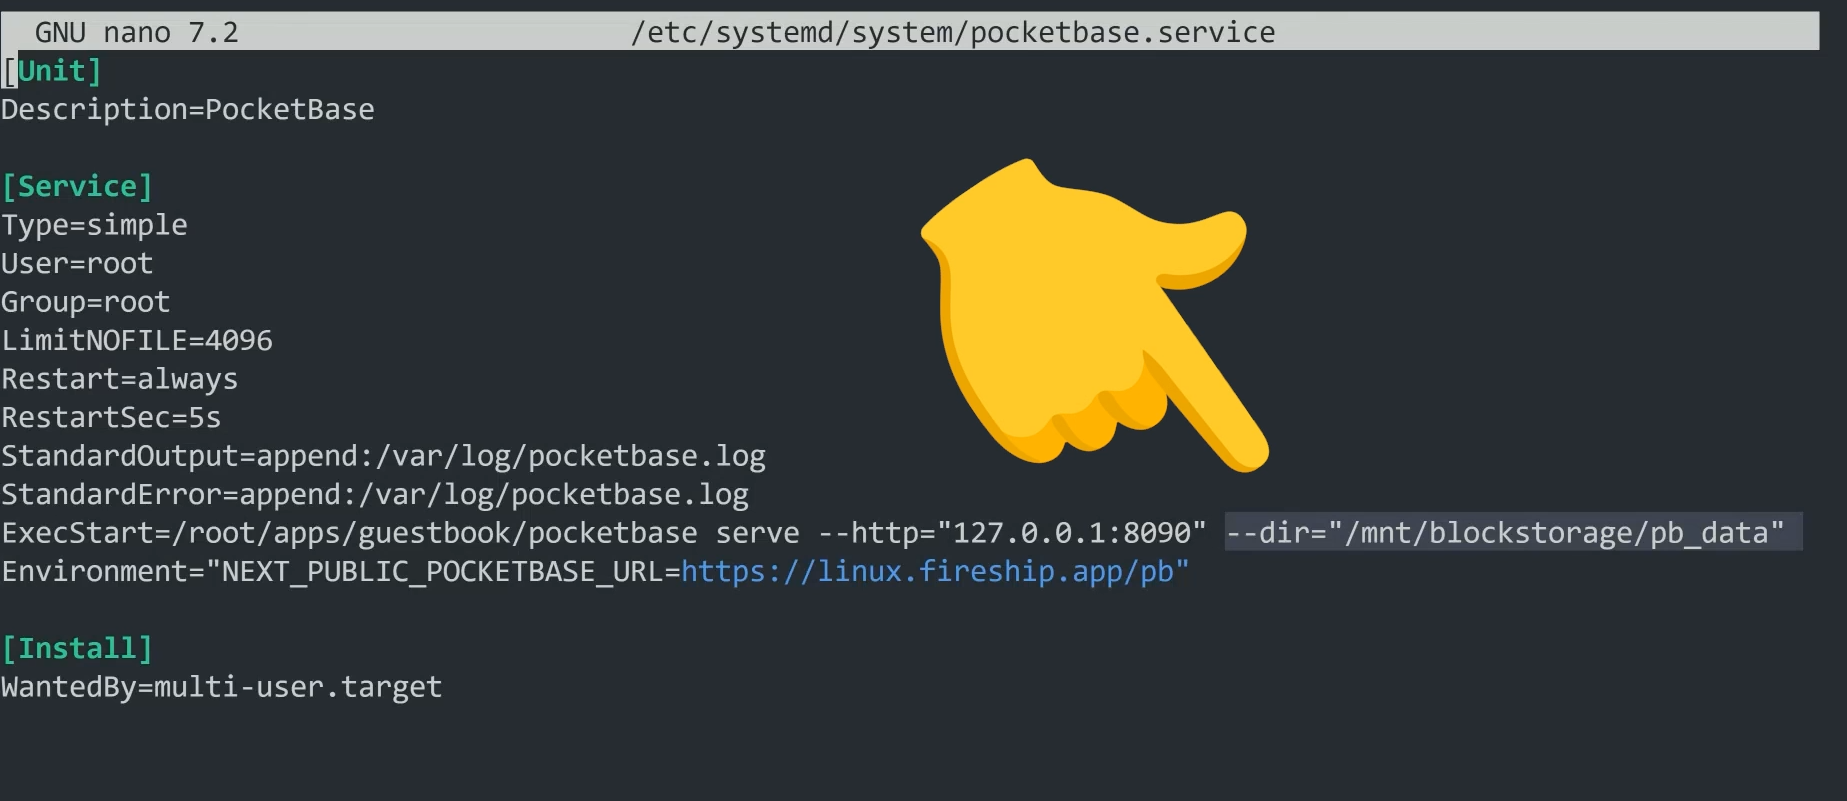 GNU nano 7.2 /etc/systemd/system/pocketbase.service
[Unit]
Description=PocketBase
[Service]
Type=simple
User=root
Group=root
LimitNOFILE=4096
Restart=always
RestartSec=5s
StandardOutput=append:/var/log/pocketbase.log
StandardError=append:/var/log/pocketbase.log
ExecStart=/root/apps/guestbook/pocketbase serve --http="127.0.0.1:8090" --dir="/mnt/blockstorage/pb_data"
Environment="NEXT_PUBLIC_POCKETBASE_URL=https://linux.fireship.app/pb"
[Install]
WantedBy=multi-user.target